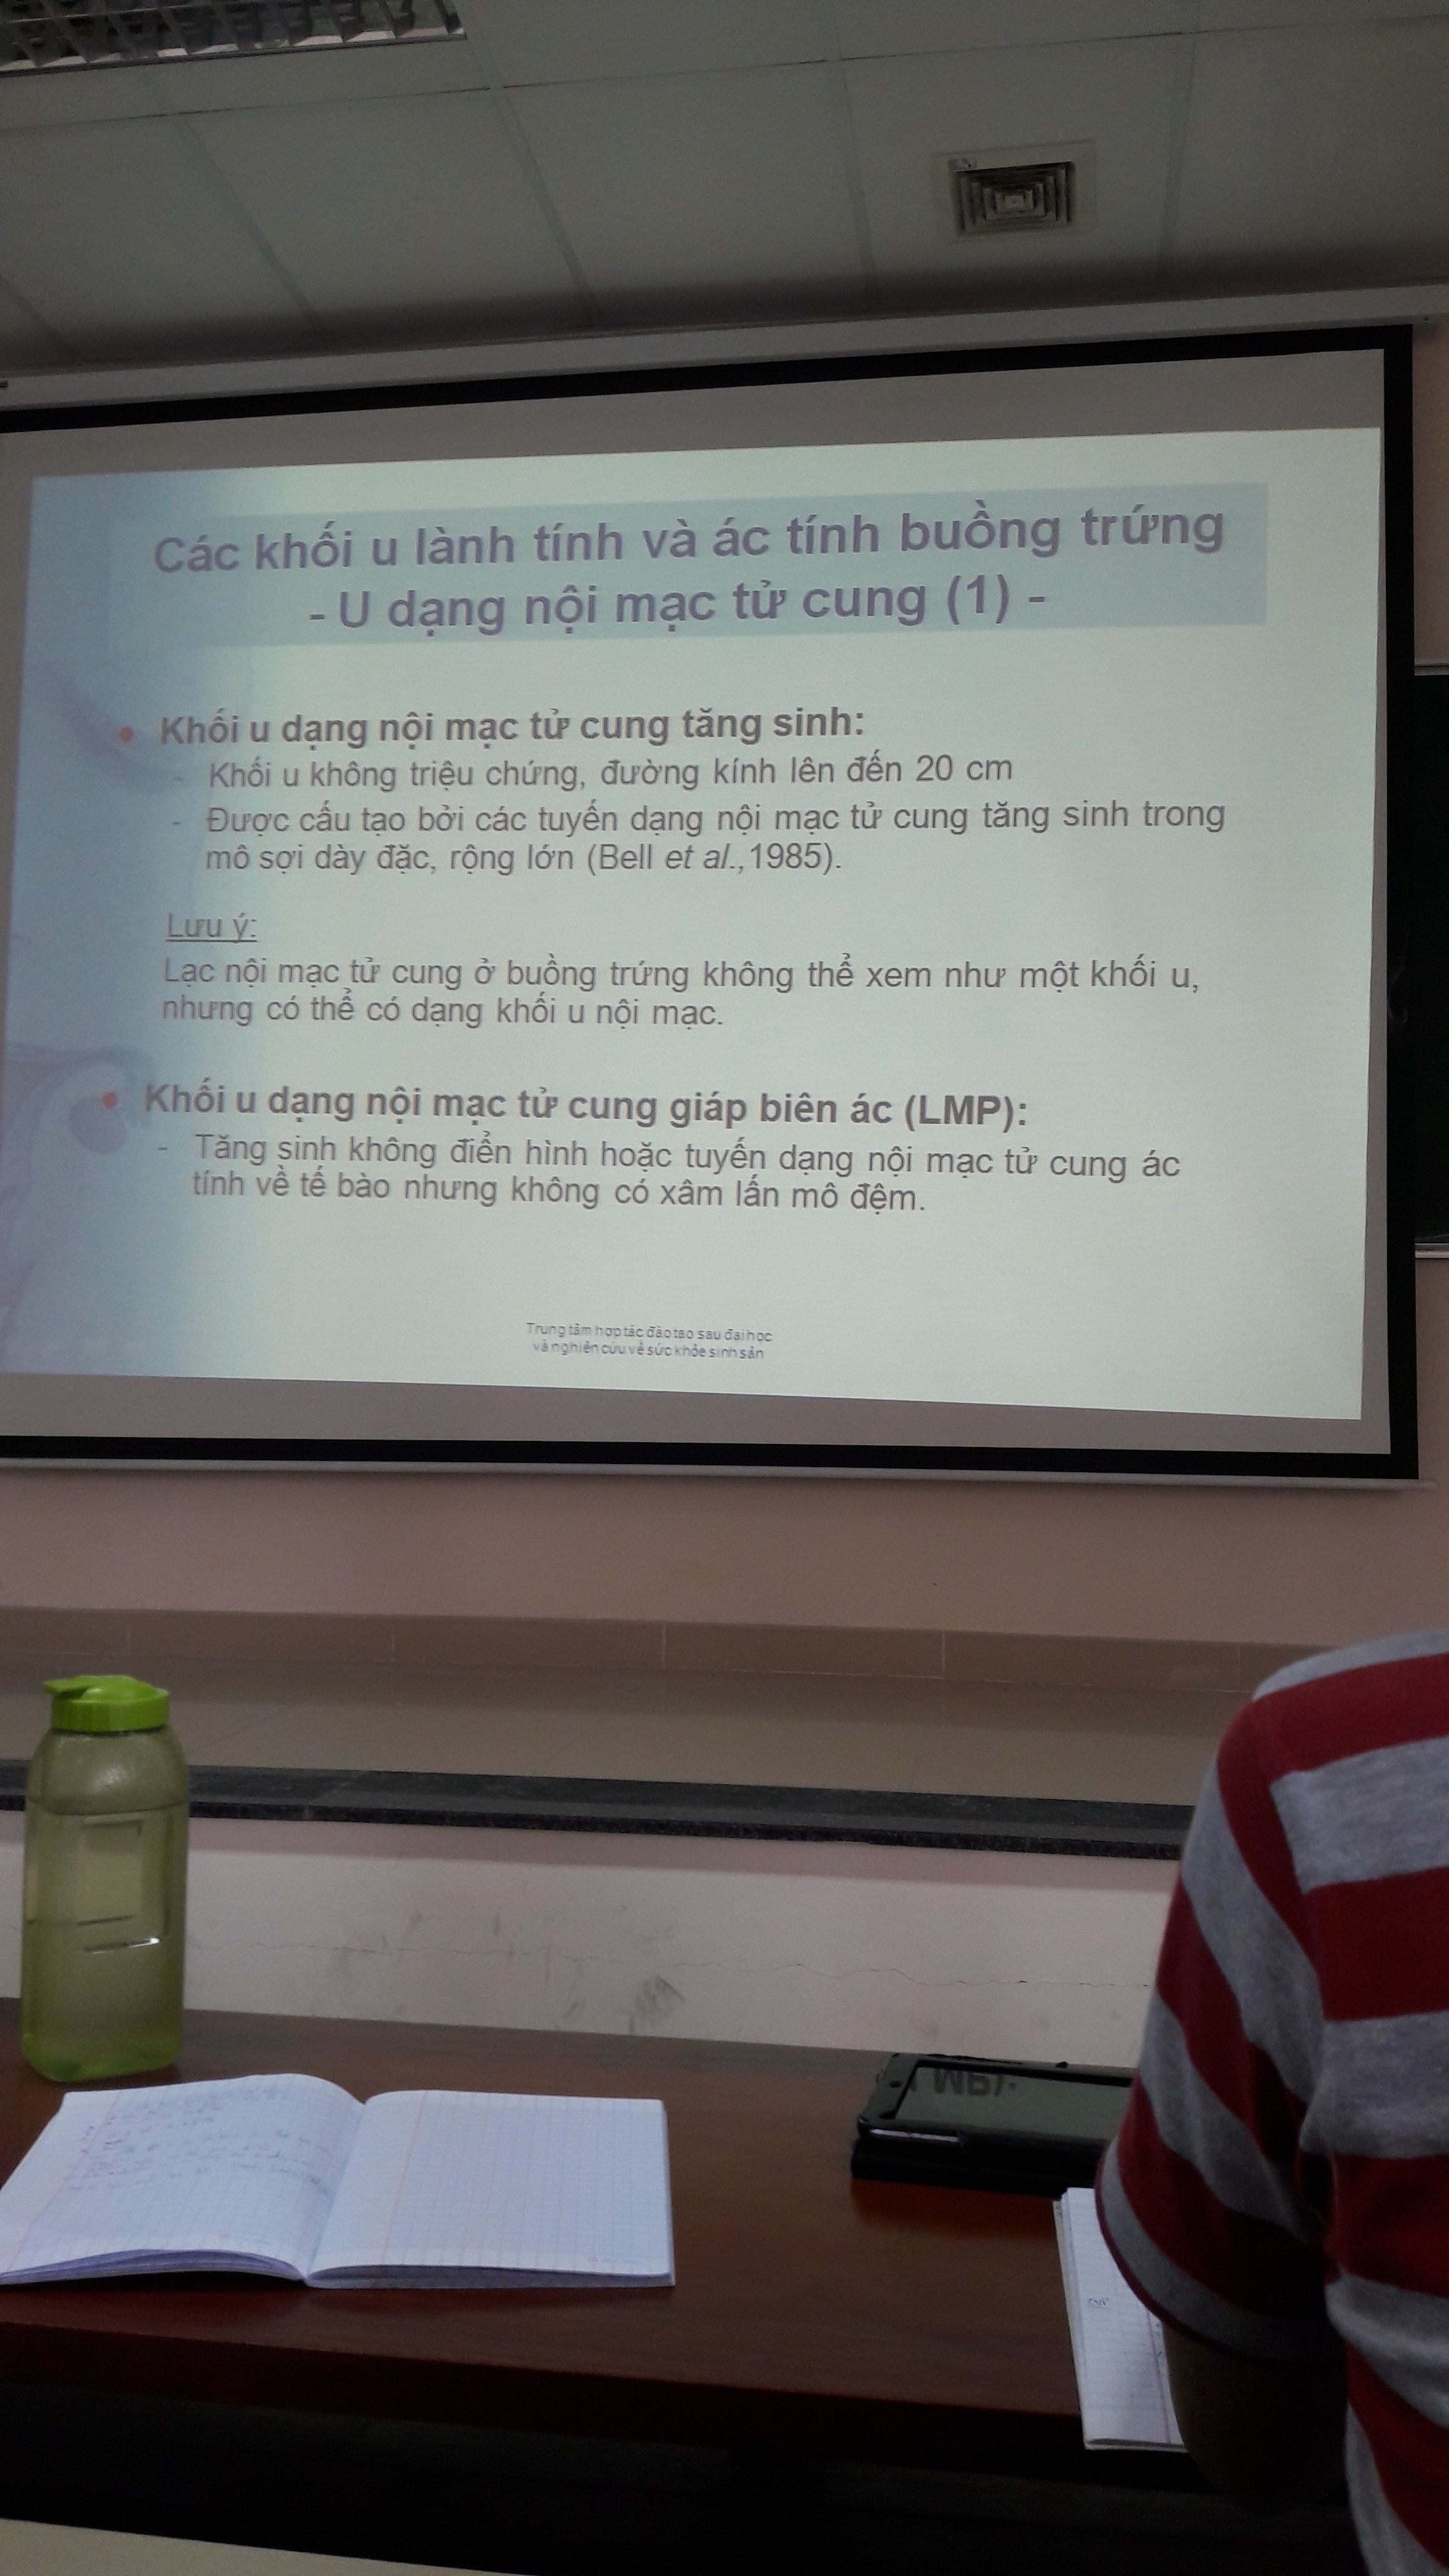 Các khối u lành tính và ác tính buồng trứng
- U dạng nội mạc tử cung (1) -
• Khối u dạng nội mạc tử cung tăng sinh:
- Khối u không triệu chứng, đường kính lên đến 20 cm
- Được cấu tạo bởi các tuyến dạng nội mạc tử cung tăng sinh trong
mô sợi dày đặc, rộng lớn (Bell et al.,1985).
Lưu ý:
Lạc nội mạc tử cung ở buồng trứng không thể xem như một khối u,
nhưng có thể có dạng khối u nội mạc.
• Khối u dạng nội mạc tử cung giáp biên ác (LMP):
- Tăng sinh không điển hình hoặc tuyến dạng nội mạc tử cung ác
tính về tế bào nhưng không có xâm lấn mô đệm.
Trung tâm hợp tác đào tạo sau đại học
và nghiên cứu về sức khỏe sinh sản